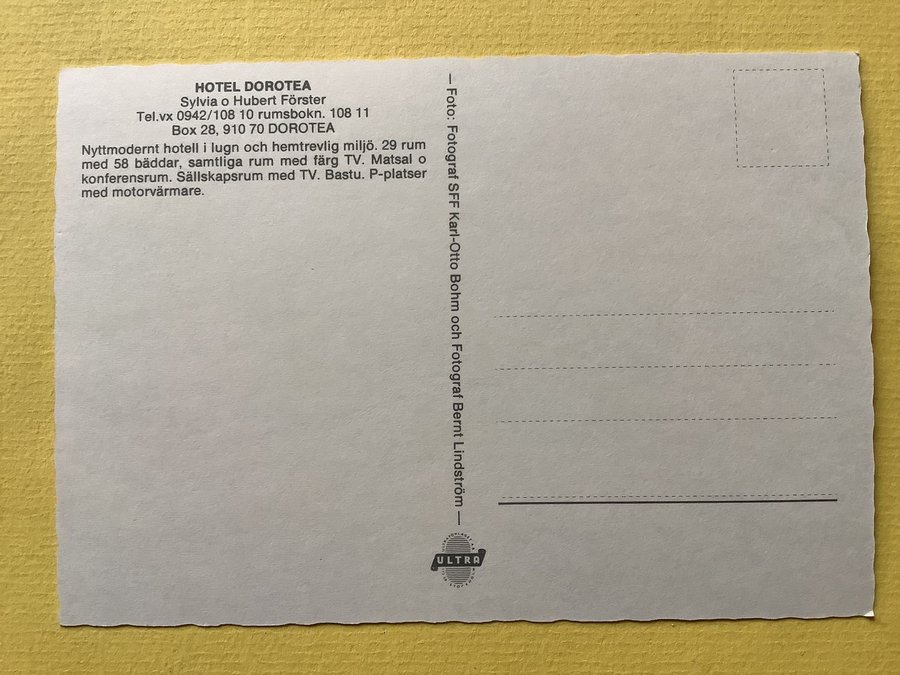 HOTEL DOROTEA
Sylvia o Hubert Förster
Tel.vx 0942/108 10 rumsbokn. 108 11
Box 28, 910 70 DOROTEA
Nyttmodernt hotell i lugn och hemtrevlig miljö. 29 rum
med 58 bäddar, samtliga rum med färg TV. Matsal o
konferensrum. Sällskapsrum med TV. Bastu. P-platser
med motorvärmare.
— Foto: Fotograf SFF Karl-Otto Bohm och Fotograf Bernt Lindström —
ULTRA